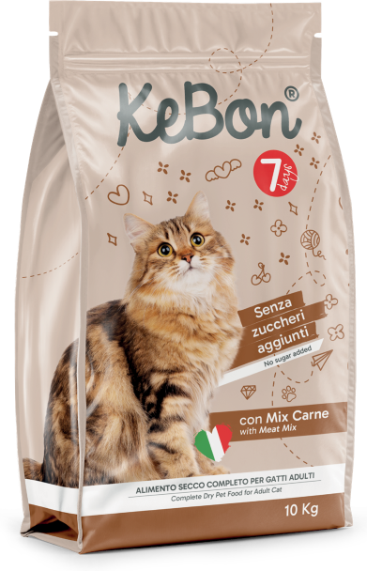 KeBon®
7
days
Senza
zuccheri
aggiunti
No sugar added
con Mix Carne
with Meat Mix
ALIMENTO SECCO COMPLETO PER GATTI ADULTI
Complete Dry Pet Food for Adult Cat
10 Kg